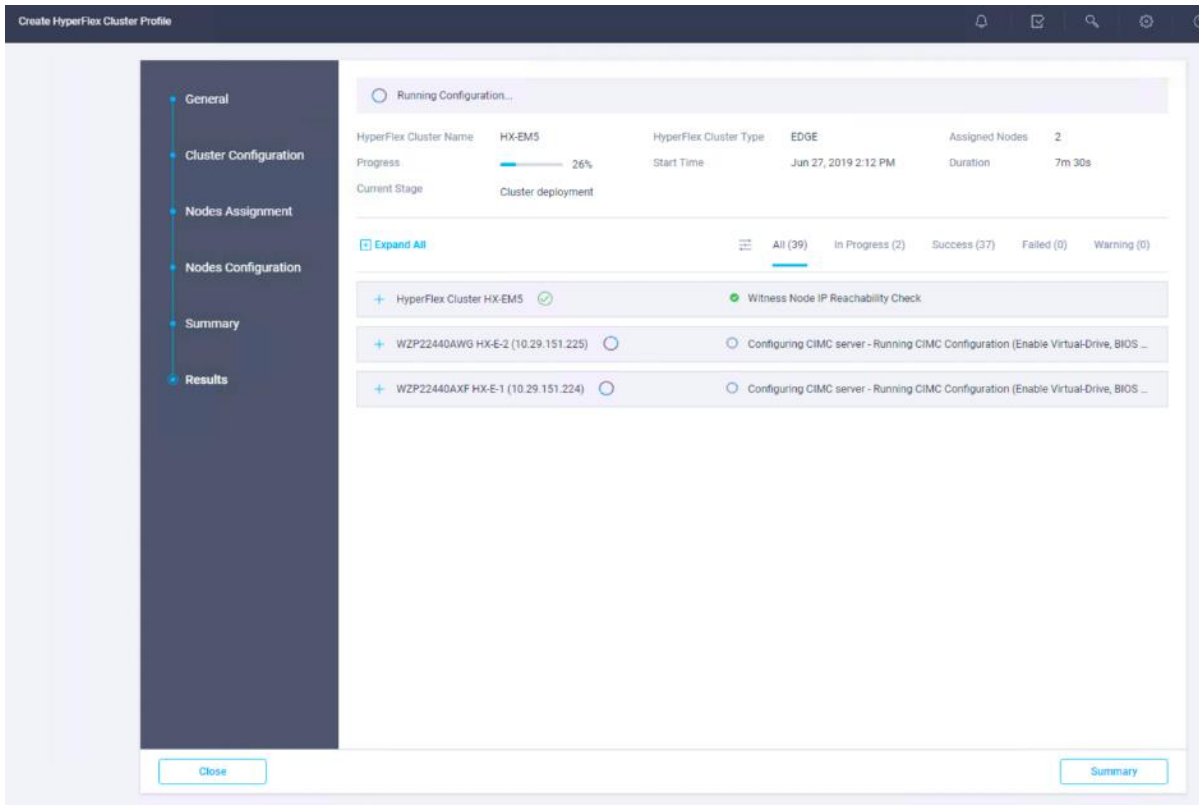 Create HyperFlex Cluster Profile
General
Cluster Configuration
Nodes Assignment
Nodes Configuration
Summary
Results
Running Configuration...
HyperFlex Cluster Name HX-EM5 HyperFlex Cluster Type EDGE Assigned Nodes 2
Progress 26% Start Time Jun 27, 2019 2:12 PM Duration 7m 30s
Current Stage Cluster deployment
Expand All All (39) In Progress (2) Success (37) Failed (0) Warning (0)
HyperFlex Cluster HX-EM5 Witness Node IP Reachability Check
WZP22440AWG HX-E-2 (10.29.151.225) Configuring CIMC server - Running CIMC Configuration (Enable Virtual-Drive, BIOS ...
WZP22440AXF HX-E-1 (10.29.151.224) Configuring CIMC server - Running CIMC Configuration (Enable Virtual-Drive, BIOS ...
Close Summary